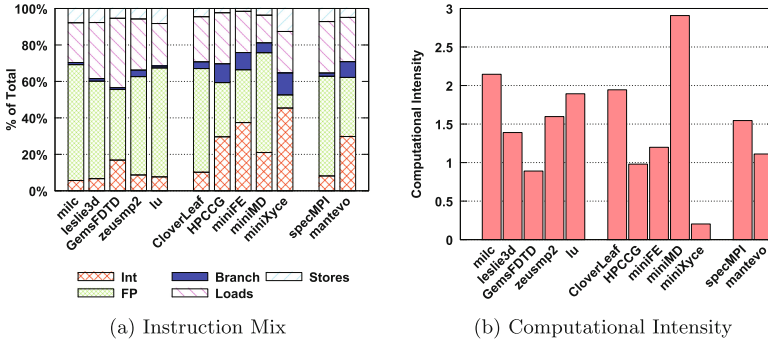 100%
80%
60%
40%
20%
0%
% of Total
milc
leslie3d
GemsFDTD
zeusmp2
lu
CloverLeaf
HPCCG
miniFE
miniMD
miniXyce
specMPI
mantevo
Int
FP
Branch
Loads
Stores
(a) Instruction Mix
3
2.5
2
1.5
1
0.5
0
Computational Intensity
milc
leslie3d
GemsFDTD
zeusmp2
lu
CloverLeaf
HPCCG
miniFE
miniMD
miniXyce
specMPI
mantevo
(b) Computational Intensity